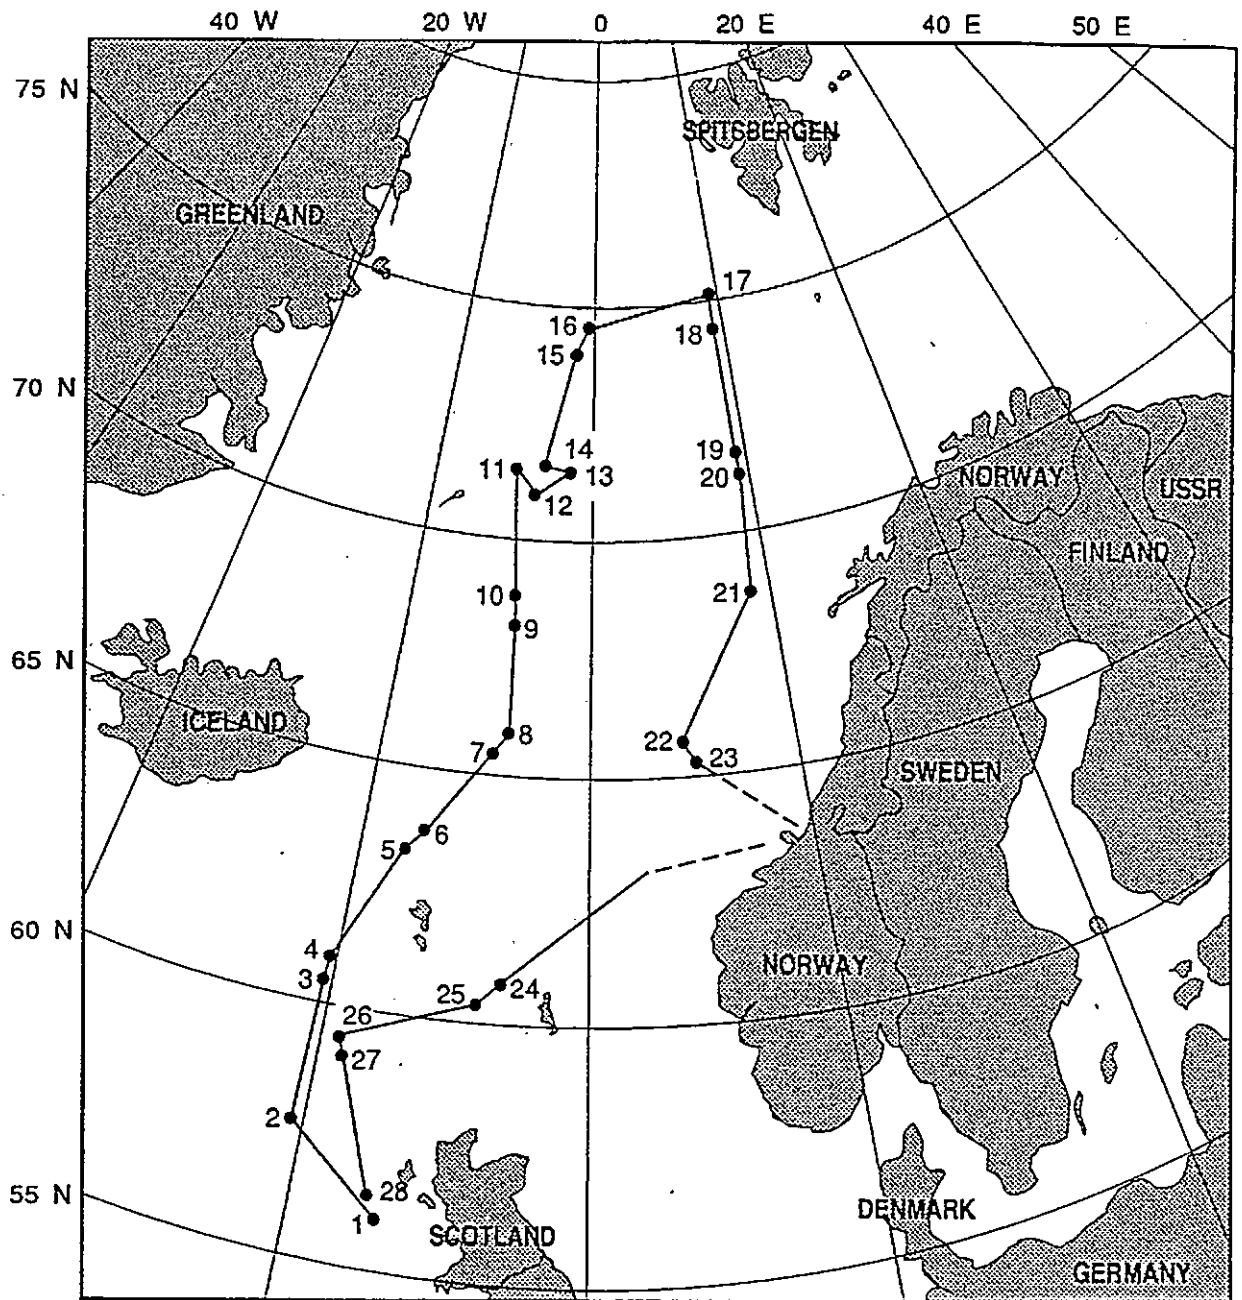 40 W 20 W 0 20 E 40 E 50 E
75 N
SPITSBERGEN
GREENLAND
17
16
18
15
70 N
14
19
11
13
20
NORWAY
USSR
12
FINLAND
21
10
9
65 N
ICELAND
8
22
7
23
SWEDEN
6
5
60 N
4
NORWAY
3
24
25
26
27
2
28
55 N
1
DENMARK
SCOTLAND
GERMANY